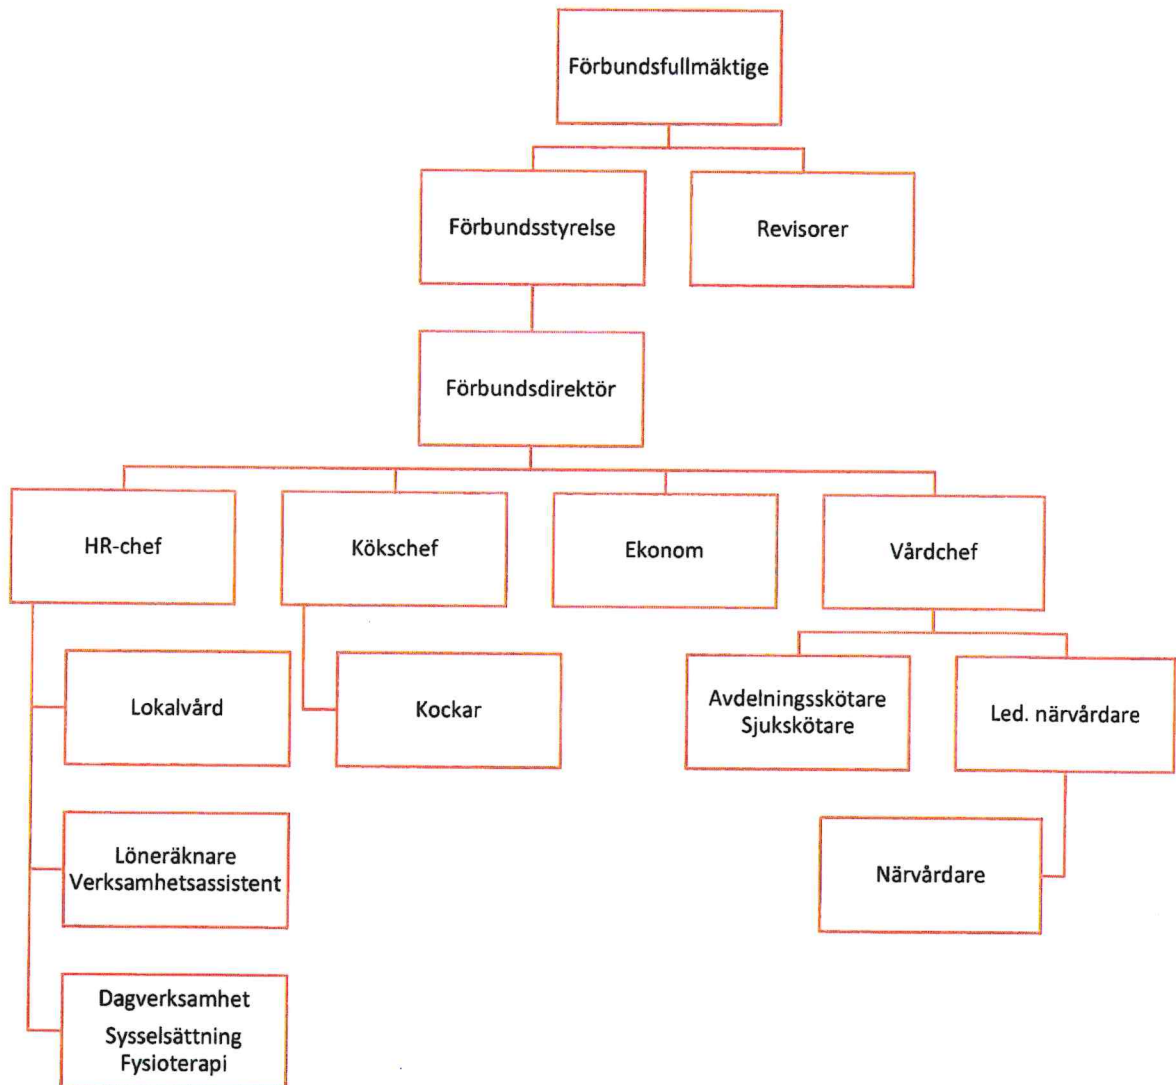 Förbundsfullmäktige
Förbundsstyrelse
Revisorer
Förbundsdirektör
HR-chef
Kökschef
Ekonom
Vårdchef
Lokalvård
Kockar
Avdelningsskötare
Sjukskötare
Led. närvårdare
Löneräknare
Verksamhetsassistent
Närvårdare
Dagverksamhet
Sysselsättning
Fysioterapi